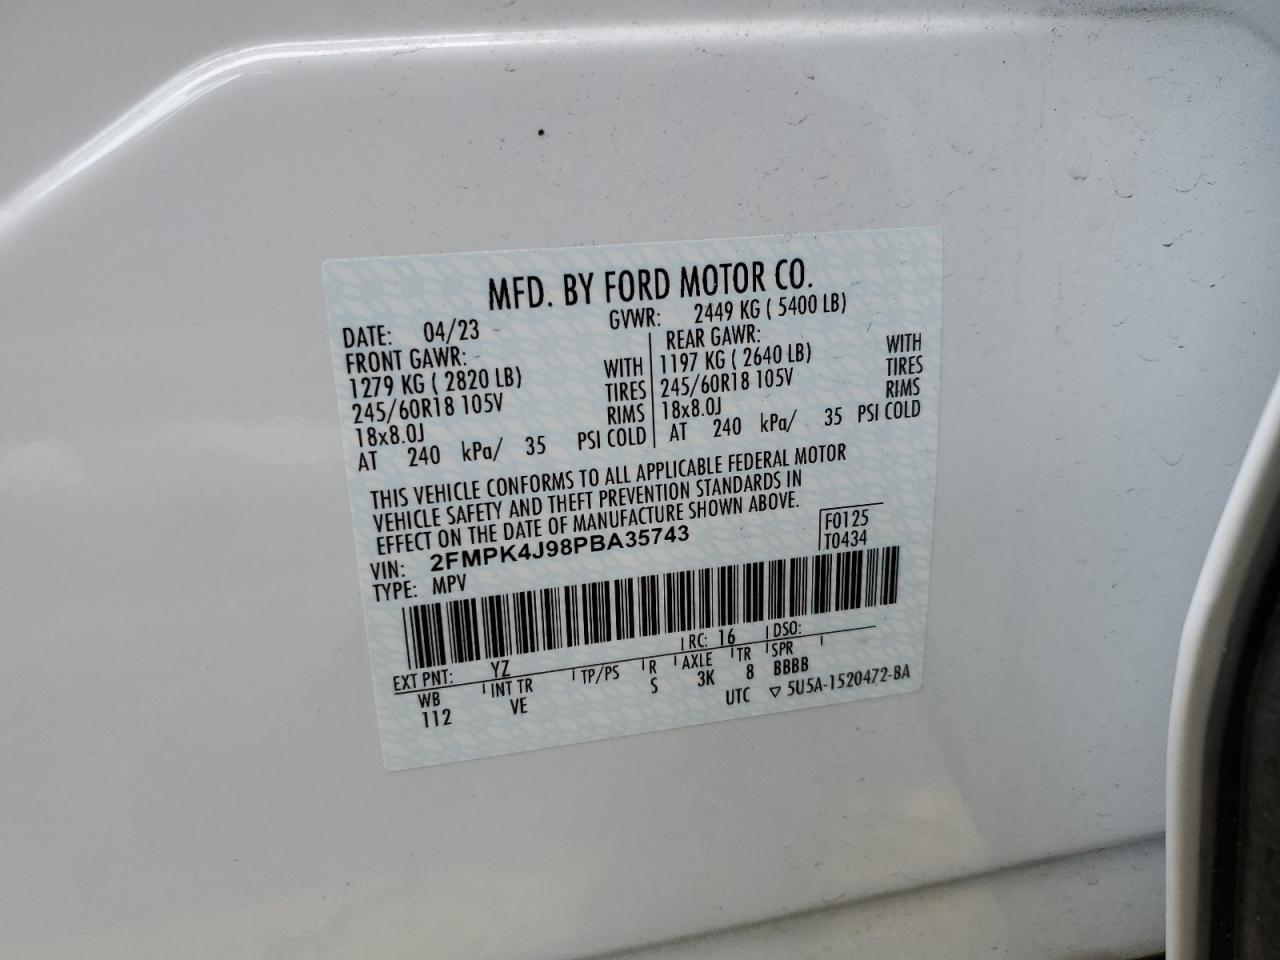 MFD. BY FORD MOTOR CO.
DATE: 04/23 GVWR: 2449 KG ( 5400 LB)
FRONT GAWR: REAR GAWR:
1279 KG ( 2820 LB) WITH 1197 KG ( 2640 LB) WITH
245/60R18 105V TIRES 245/60R18 105V TIRES
18x8.0J RIMS 18x8.0J RIMS
AT 240 kPa/ 35 PSI COLD AT 240 kPa/ 35 PSI COLD
THIS VEHICLE CONFORMS TO ALL APPLICABLE FEDERAL MOTOR
VEHICLE SAFETY AND THEFT PREVENTION STANDARDS IN
EFFECT ON THE DATE OF MANUFACTURE SHOWN ABOVE.
VIN: 2FMPK4J98PBA35743 F0125
TYPE: MPV T0434
EXT PNT: YZ RC: 16 DSO:
WB INT TR TP/PS R AXLE TR SPR
112 VE S 3K 8 BBBB
UTC ▽ 5U5A-1520472-BA